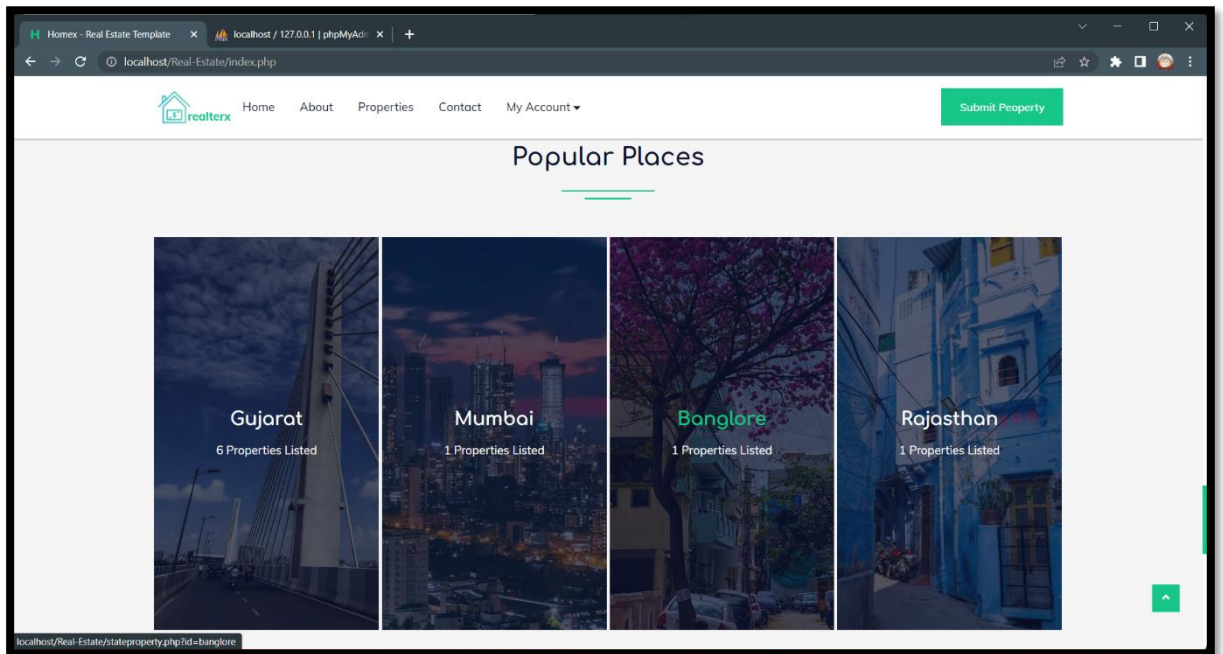 Homex - Real Estate Template
localhost / 127.0.0.1 | phpMyAdm
localhost/Real-Estate/index.php
realterx
Home About Properties Contact My Account
Submit Peoperty
Popular Places
Gujarat Mumbai Banglore Rajasthan
6 Properties Listed 1 Properties Listed 1 Properties Listed 1 Properties Listed
localhost/Real-Estate/stateproperty.php?id=banglore